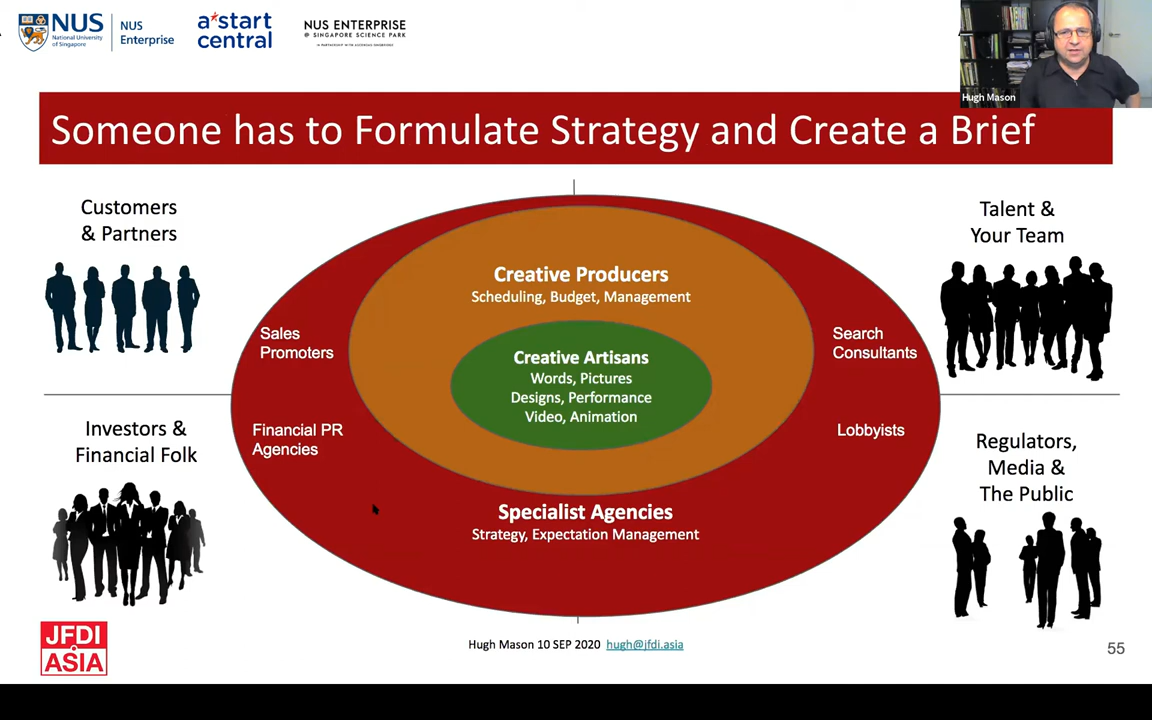 NUS
National University
of Singapore
NUS
Enterprise
a*start
central
NUS ENTERPRISE
@ SINGAPORE SCIENCE PARK
Hugh Mason
Someone has to Formulate Strategy and Create a Brief
Customers
& Partners
Talent &
Your Team
Creative Producers
Scheduling, Budget, Management
Sales
Promoters
Search
Consultants
Creative Artisans
Words, Pictures
Designs, Performance
Video, Animation
Investors &
Financial Folk
Financial PR
Agencies
Lobbyists
Regulators,
Media &
The Public
Specialist Agencies
Strategy, Expectation Management
JFDI
ASIA
Hugh Mason 10 SEP 2020 hugh@jfdi.asia
55